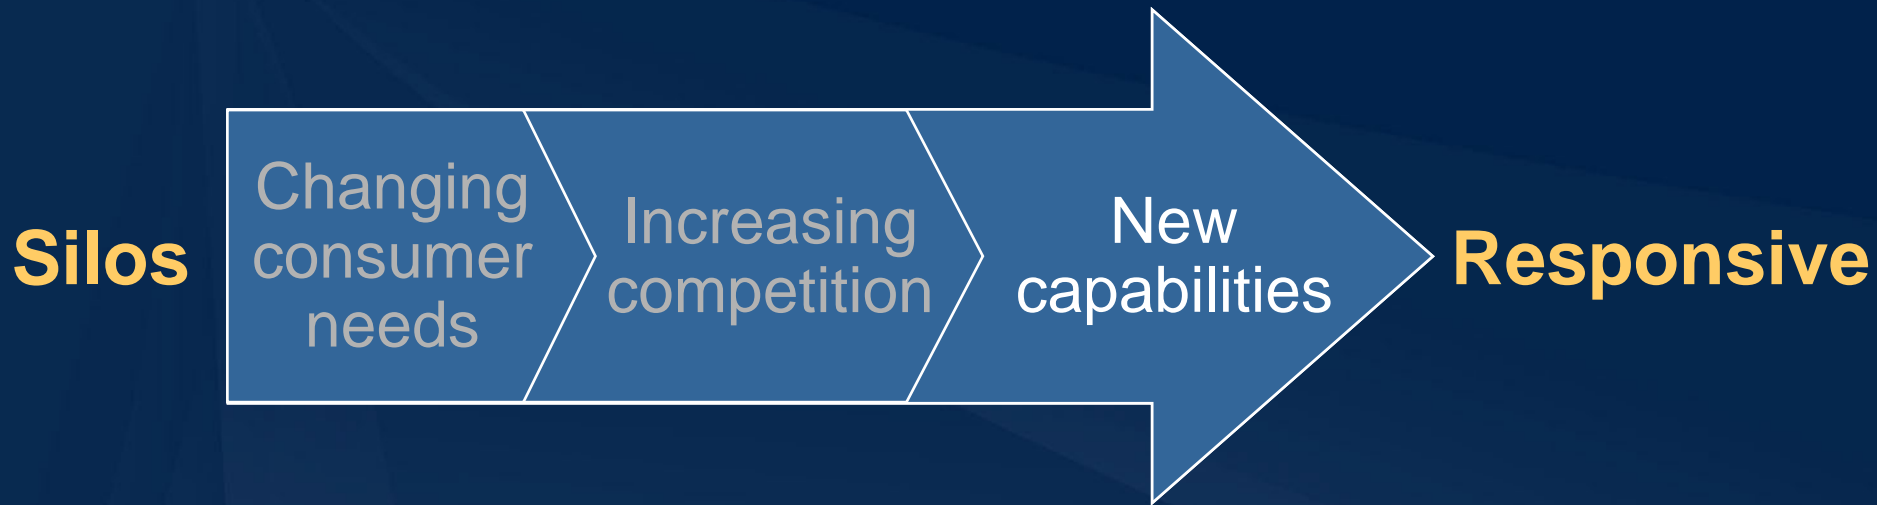 Silos
Changing
consumer
needs
Increasing
competition
New
capabilities
Responsive